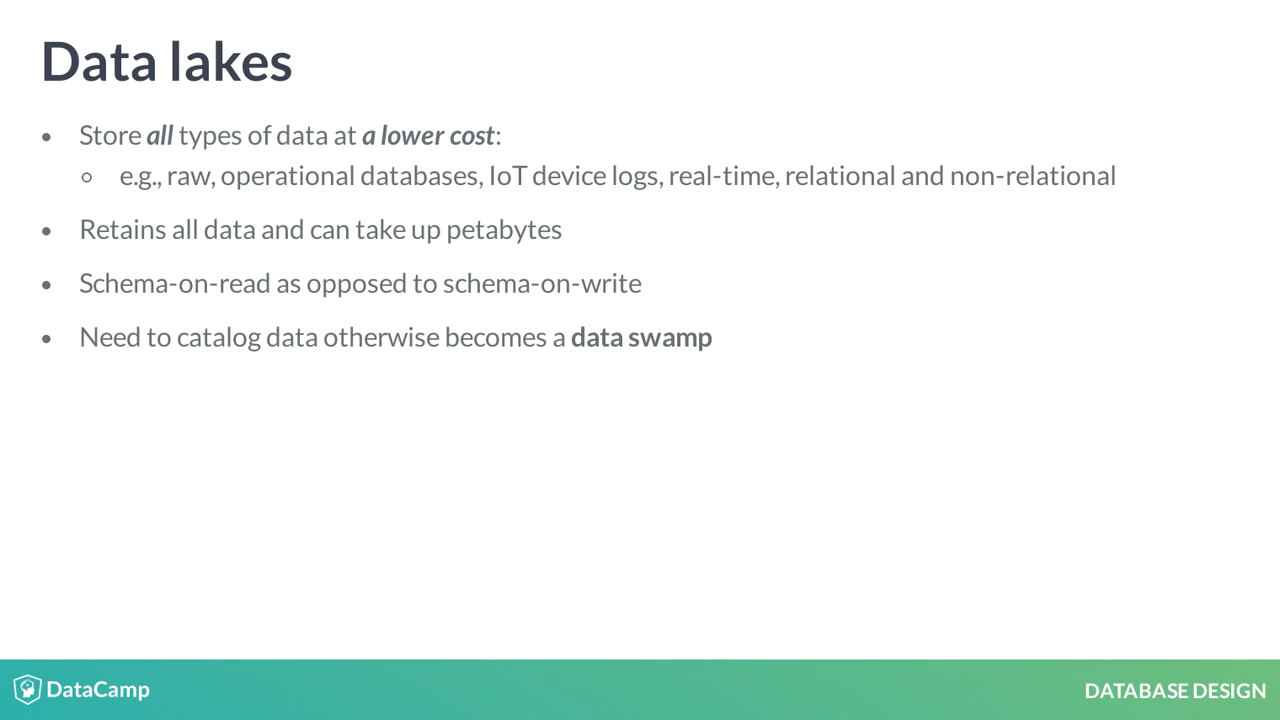 Data lakes
• Store all types of data at a lower cost:
○ e.g., raw, operational databases, IoT device logs, real-time, relational and non-relational
• Retains all data and can take up petabytes
• Schema-on-read as opposed to schema-on-write
• Need to catalog data otherwise becomes a data swamp
DataCamp
DATABASE DESIGN